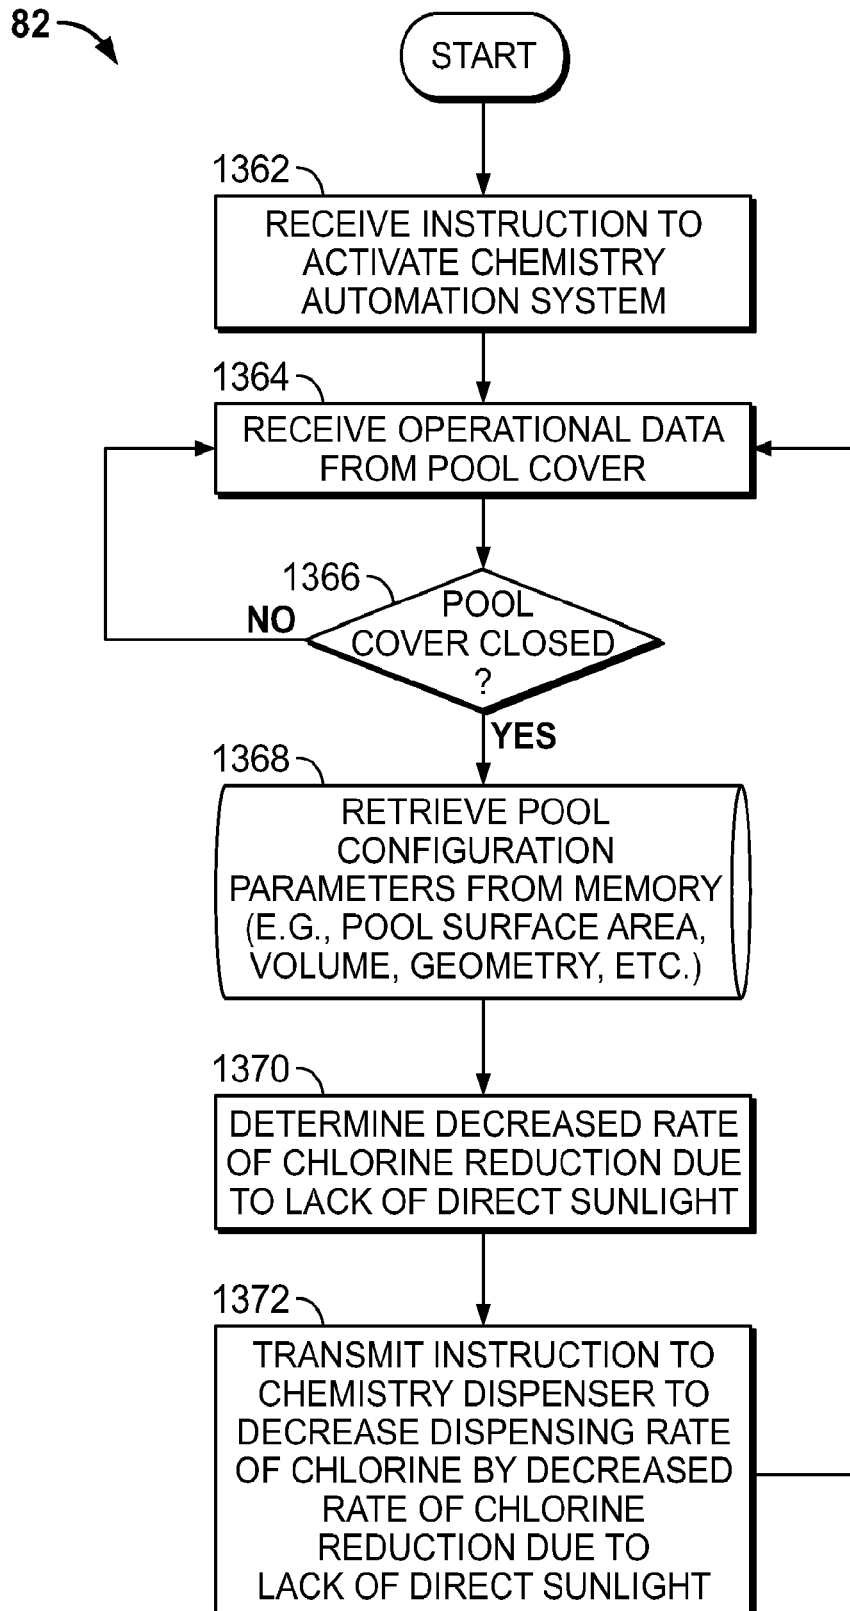 82
START
1362
RECEIVE INSTRUCTION TO
ACTIVATE CHEMISTRY
AUTOMATION SYSTEM
1364
RECEIVE OPERATIONAL DATA
FROM POOL COVER
1366
POOL
COVER CLOSED
?
NO
YES
1368
RETRIEVE POOL
CONFIGURATION
PARAMETERS FROM MEMORY
(E.G., POOL SURFACE AREA,
VOLUME, GEOMETRY, ETC.)
1370
DETERMINE DECREASED RATE
OF CHLORINE REDUCTION DUE
TO LACK OF DIRECT SUNLIGHT
1372
TRANSMIT INSTRUCTION TO
CHEMISTRY DISPENSER TO
DECREASE DISPENSING RATE
OF CHLORINE BY DECREASED
RATE OF CHLORINE
REDUCTION DUE TO
LACK OF DIRECT SUNLIGHT